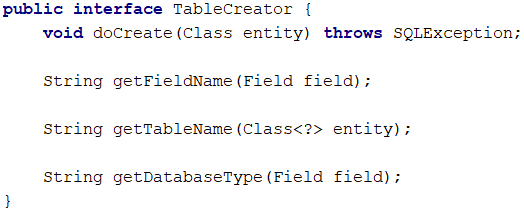 public interface TableCreator {
    void doCreate(Class entity) throws SQLException;
    String getFieldName(Field field);
    String getTableName(Class<?> entity);
    String getDatabaseType(Field field);
}